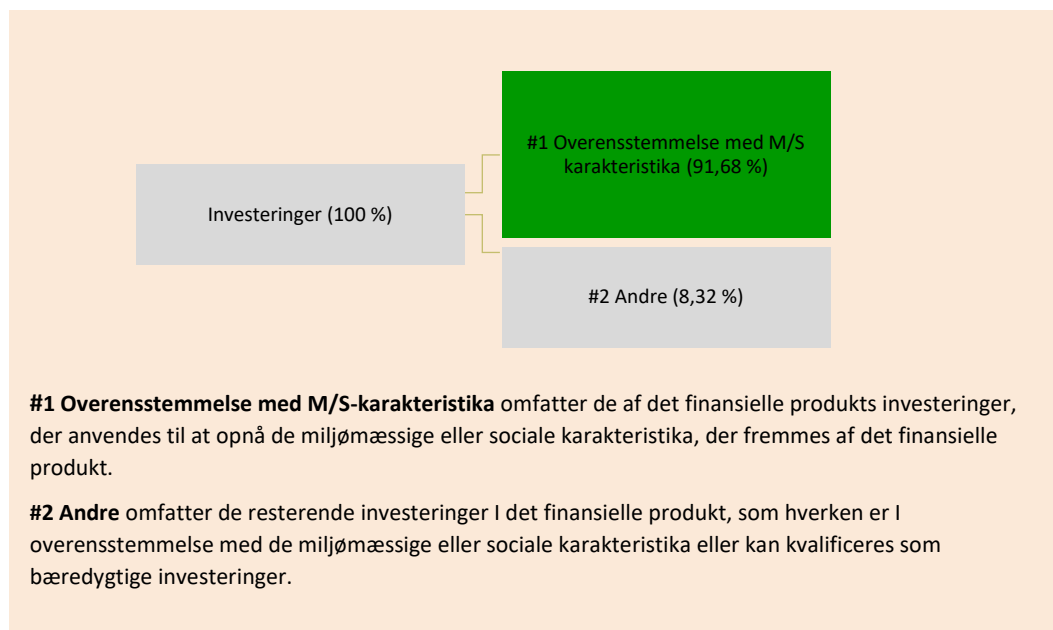 #1 Overensstemmelse med M/S
karakteristika (91,68 %)
Investeringer (100 %)
#2 Andre (8,32 %)
#1 Overensstemmelse med M/S-karakteristika omfatter de af det finansielle produkts investeringer,
der anvendes til at opnå de miljømæssige eller sociale karakteristika, der fremmes af det finansielle
produkt.
#2 Andre omfatter de resterende investeringer I det finansielle produkt, som hverken er I
overensstemmelse med de miljømæssige eller sociale karakteristika eller kan kvalificeres som
bæredygtige investeringer.